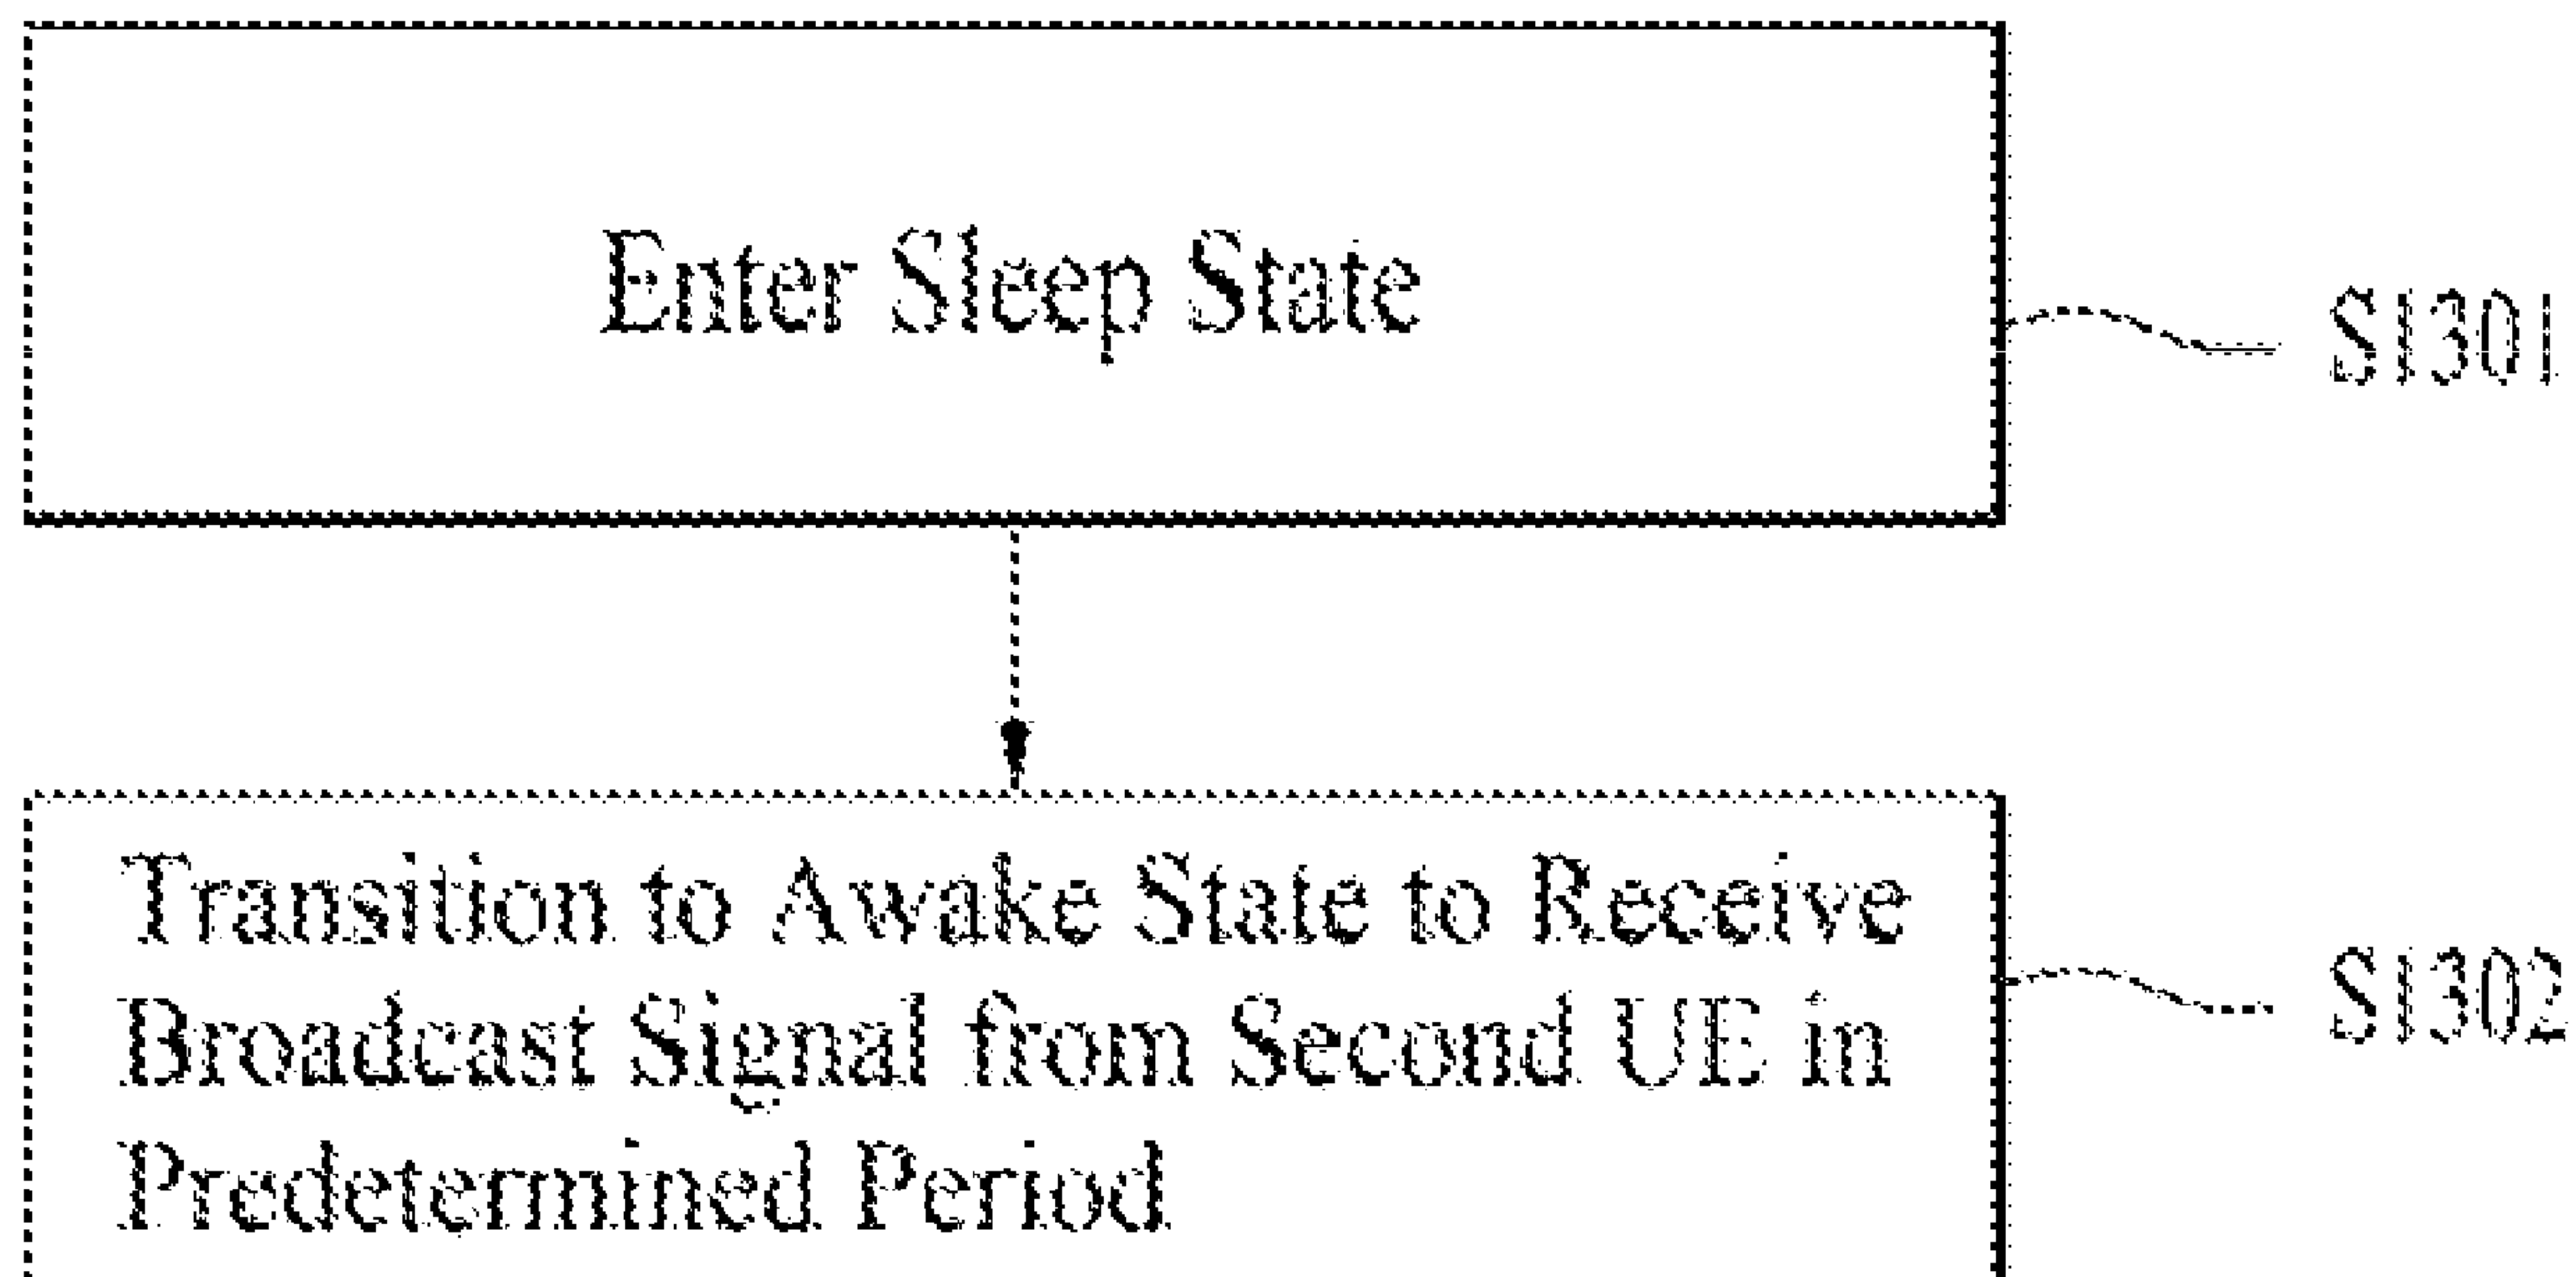 Enter Sleep State
S1301
Transition to Awake State to Receive
Broadcast Signal from Second UE in
Predetermined Period
S1302